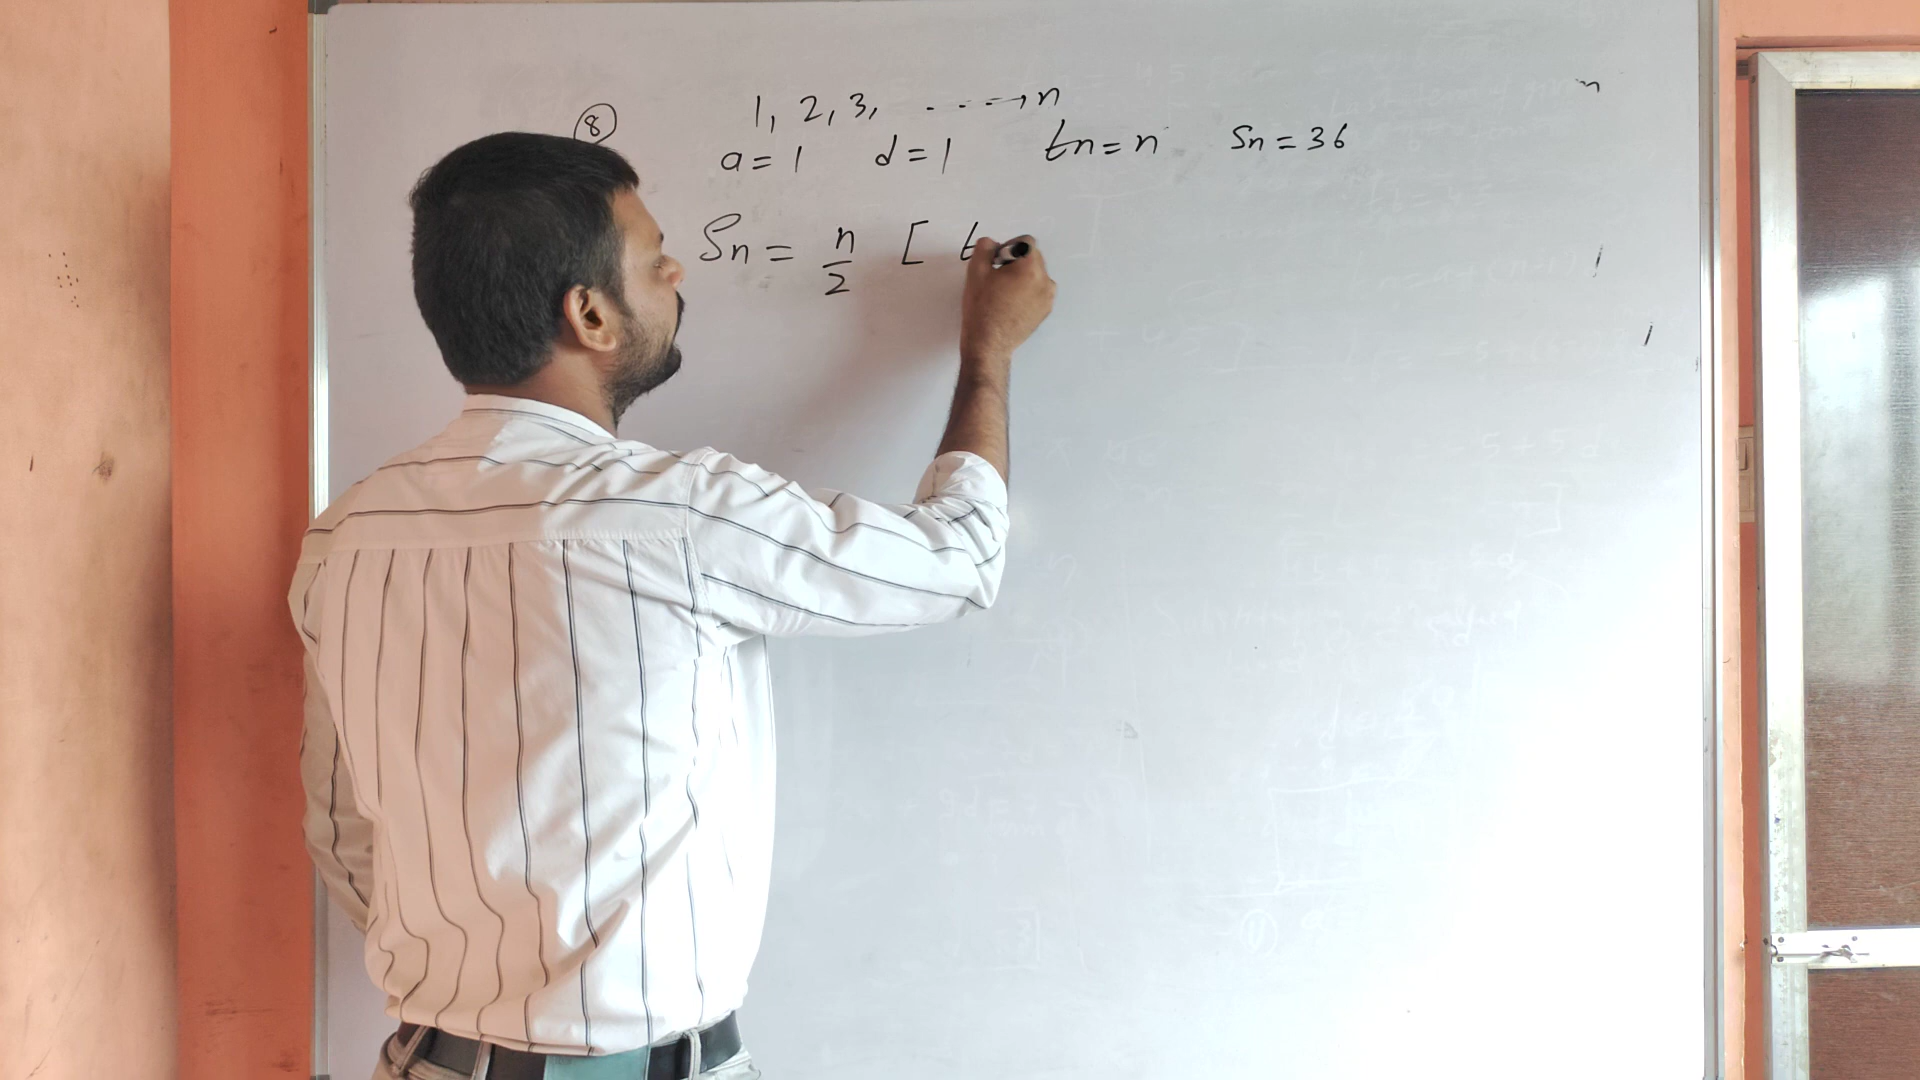 8
1, 2, 3, ....→ n
a = 1 d = 1 tn = n Sn = 36
Sn = n/2 [ t